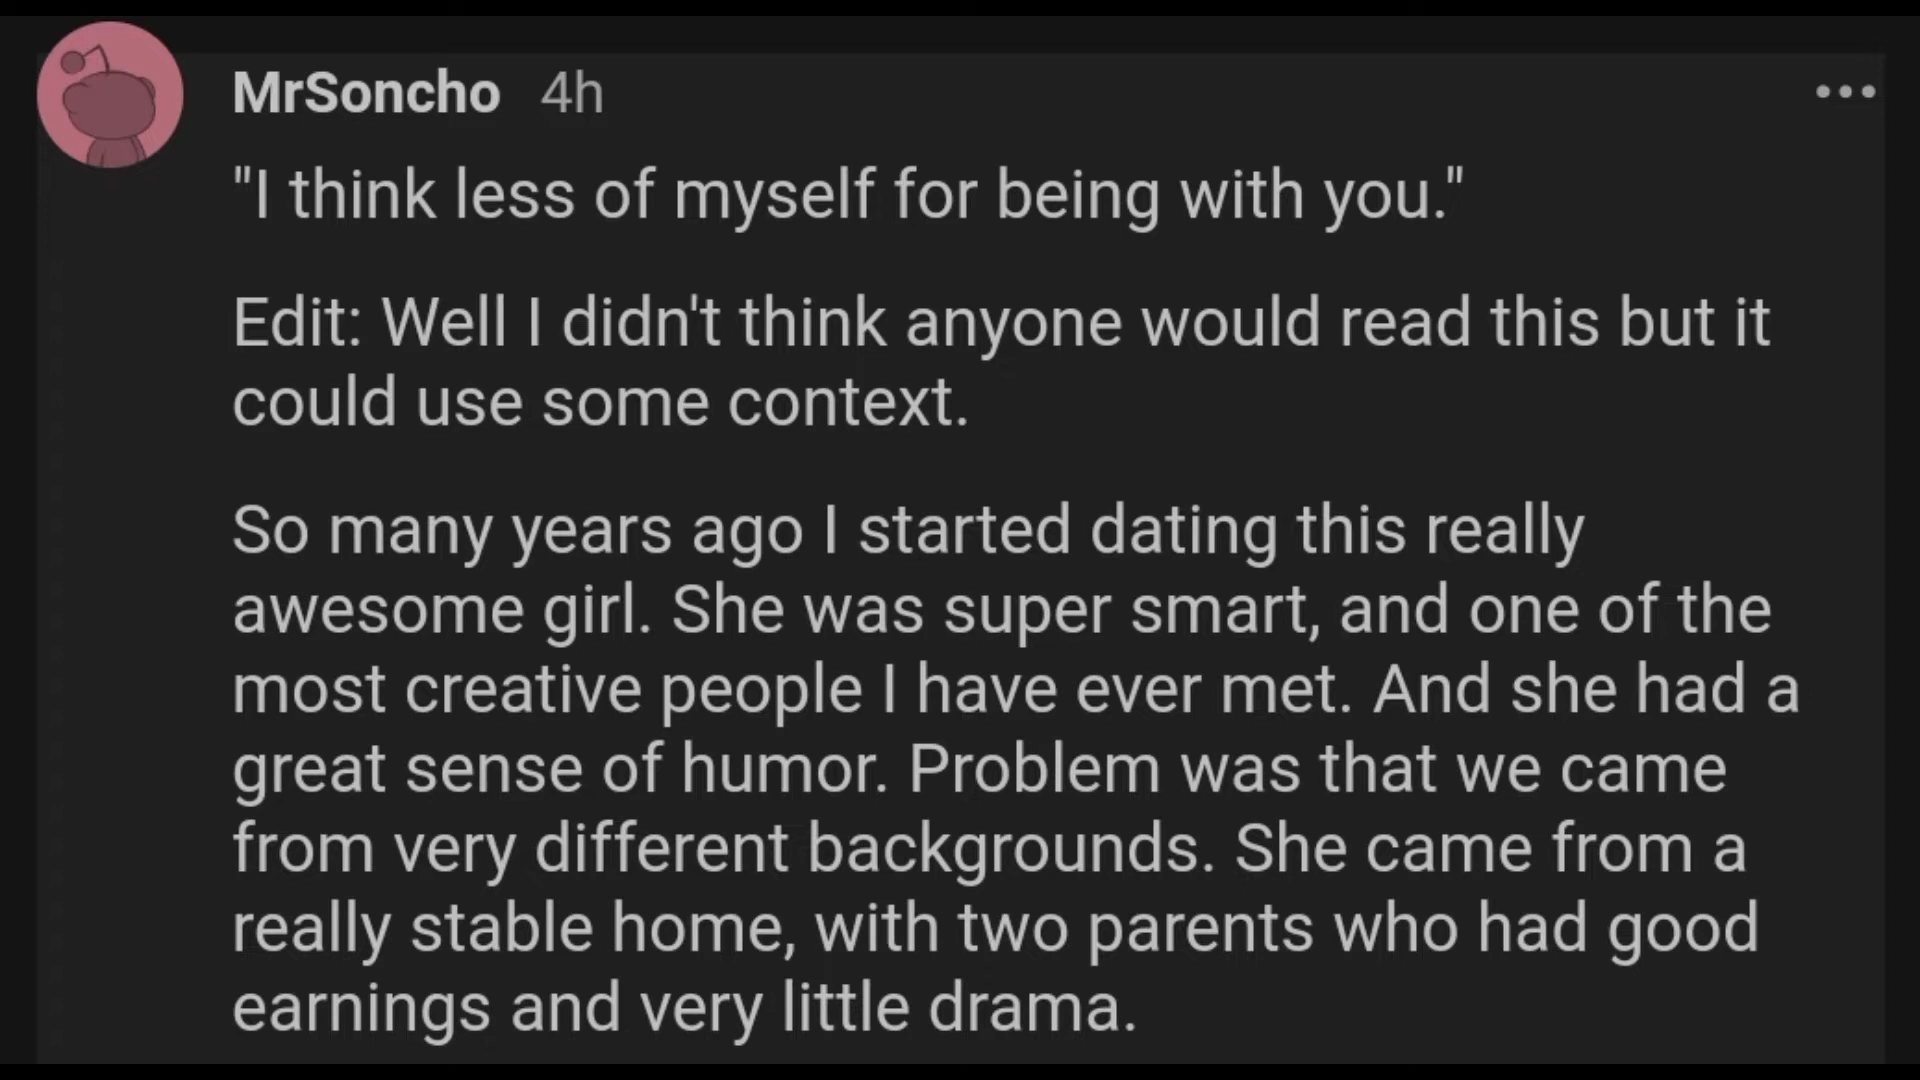 MrSoncho 4h
"I think less of myself for being with you."
Edit: Well I didn't think anyone would read this but it
could use some context.
So many years ago I started dating this really
awesome girl. She was super smart, and one of the
most creative people I have ever met. And she had a
great sense of humor. Problem was that we came
from very different backgrounds. She came from a
really stable home, with two parents who had good
earnings and very little drama.